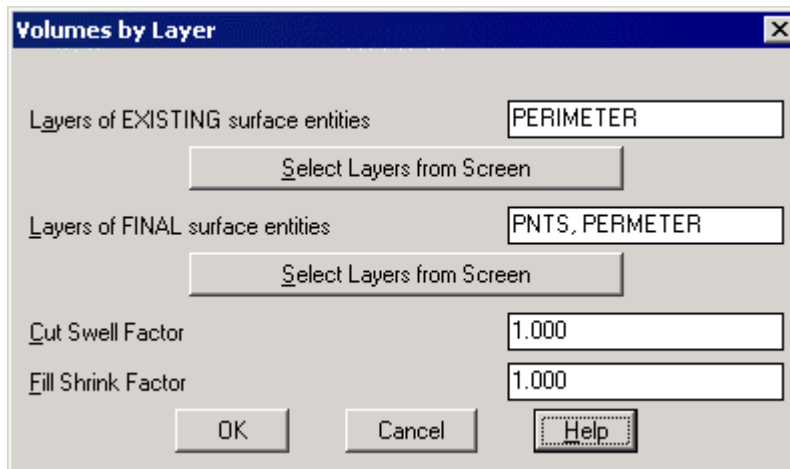 Volumes by Layer
Layers of EXISTING surface entities PERIMETER
Select Layers from Screen
Layers of FINAL surface entities PNTS, PERMETER
Select Layers from Screen
Cut Swell Factor 1.000
Fill Shrink Factor 1.000
OK Cancel Help